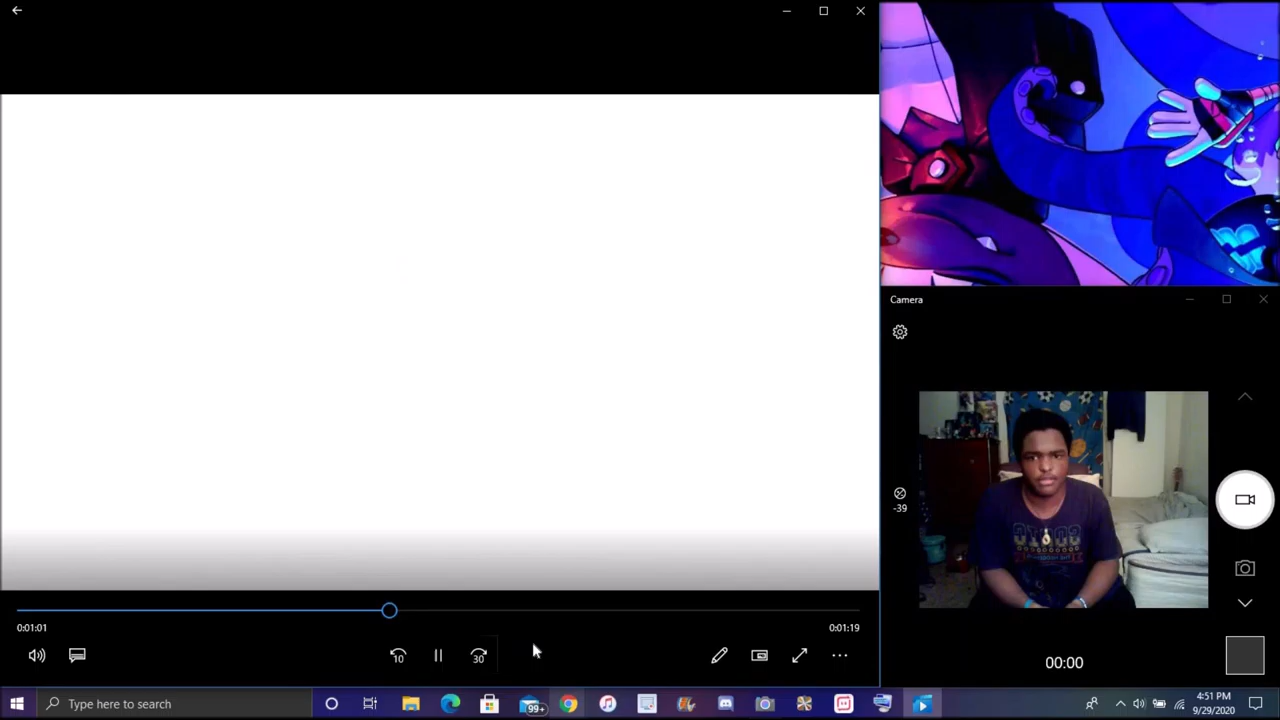 Camera
-39
0:01:01
0:01:19
10
30
00:00
Type here to search
99+
4:51 PM
9/29/2020